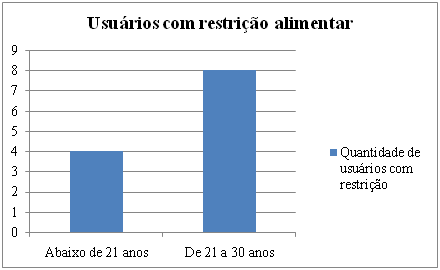 Usuários com restrição alimentar
9
8
7
6
5
4
3
2
1
0
Abaixo de 21 anos
De 21 a 30 anos
Quantidade de
usuários com
restrição